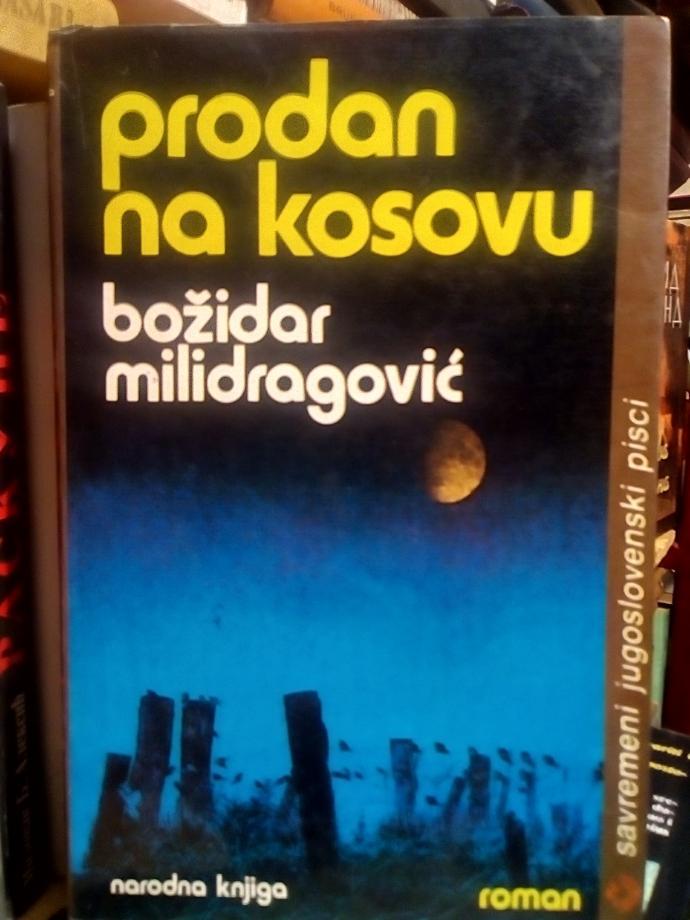 prodan
na kosovu
božidar
milidragović
savremeni jugoslovenski pisci
narodna knjiga
roman